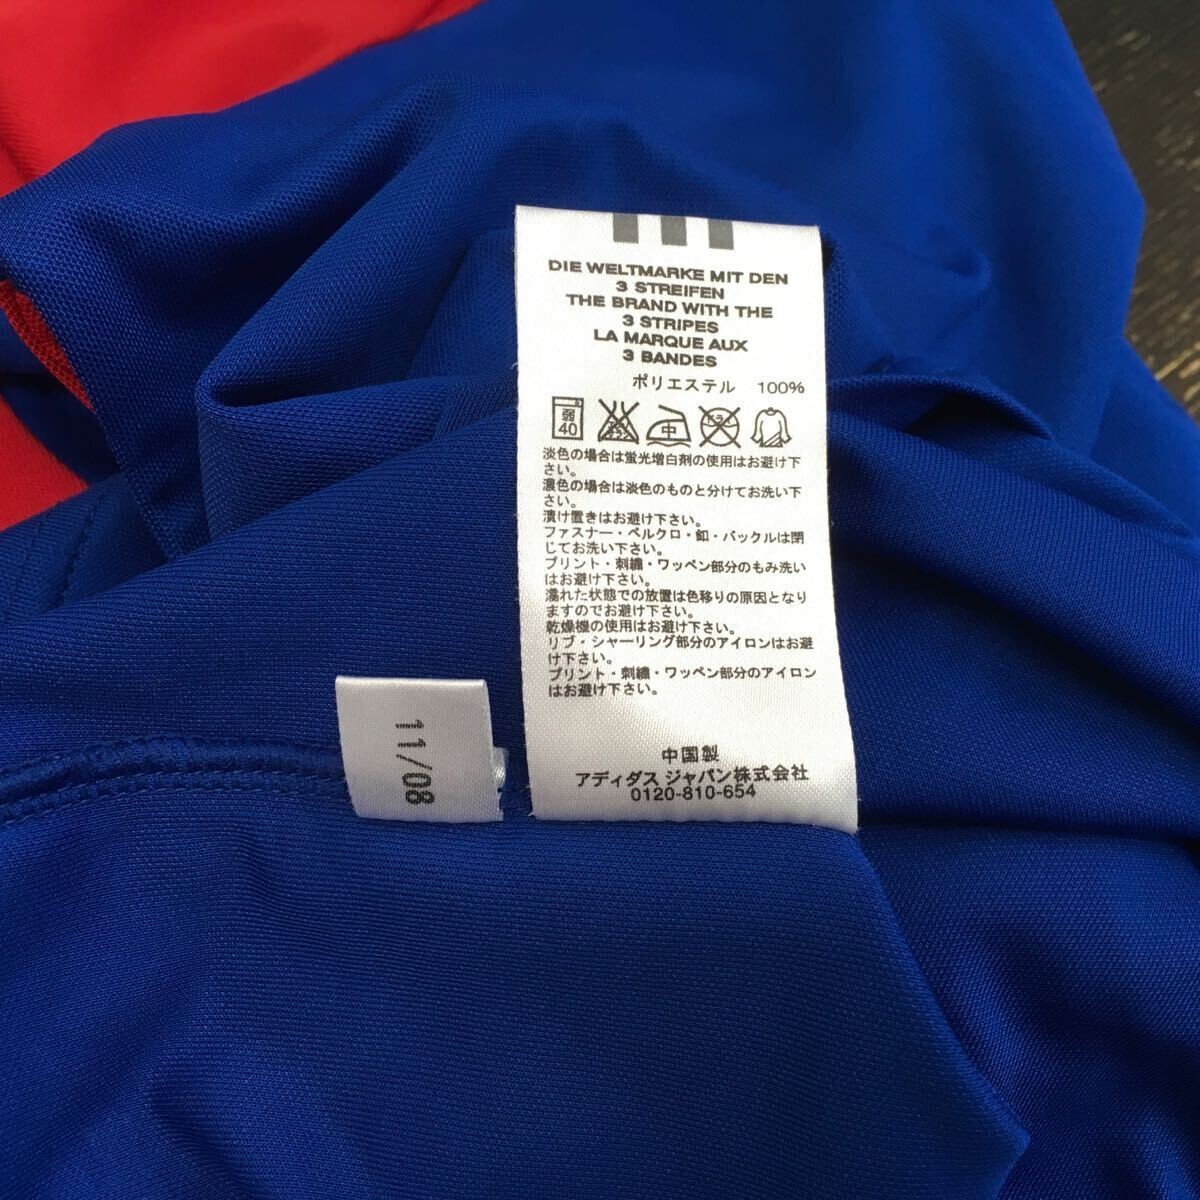 DIE WELTMARKE MIT DEN
3 STREIFEN
THE BRAND WITH THE
3 STRIPES
LA MARQUE AUX
3 BANDES
ポリエステル 100%
弱
40
中
淡色の場合は蛍光増白剤の使用はお避け下
さい。
濃色の場合は淡色のものと分けてお洗い下
さい。
漬け置きはお避け下さい。
ファスナー・ベルクロ・釦・バックルは閉
じてお洗い下さい。
プリント・刺繍・ワッペン部分のもみ洗い
はお避け下さい。
濡れた状態での放置は色移りの原因となり
ますのでお避け下さい。
乾燥機の使用はお避け下さい。
リブ・シャーリング部分のアイロンはお避
け下さい。
プリント・刺繍・ワッペン部分のアイロン
はお避け下さい。
中国製
アディダス ジャパン株式会社
0120-810-654
11/08